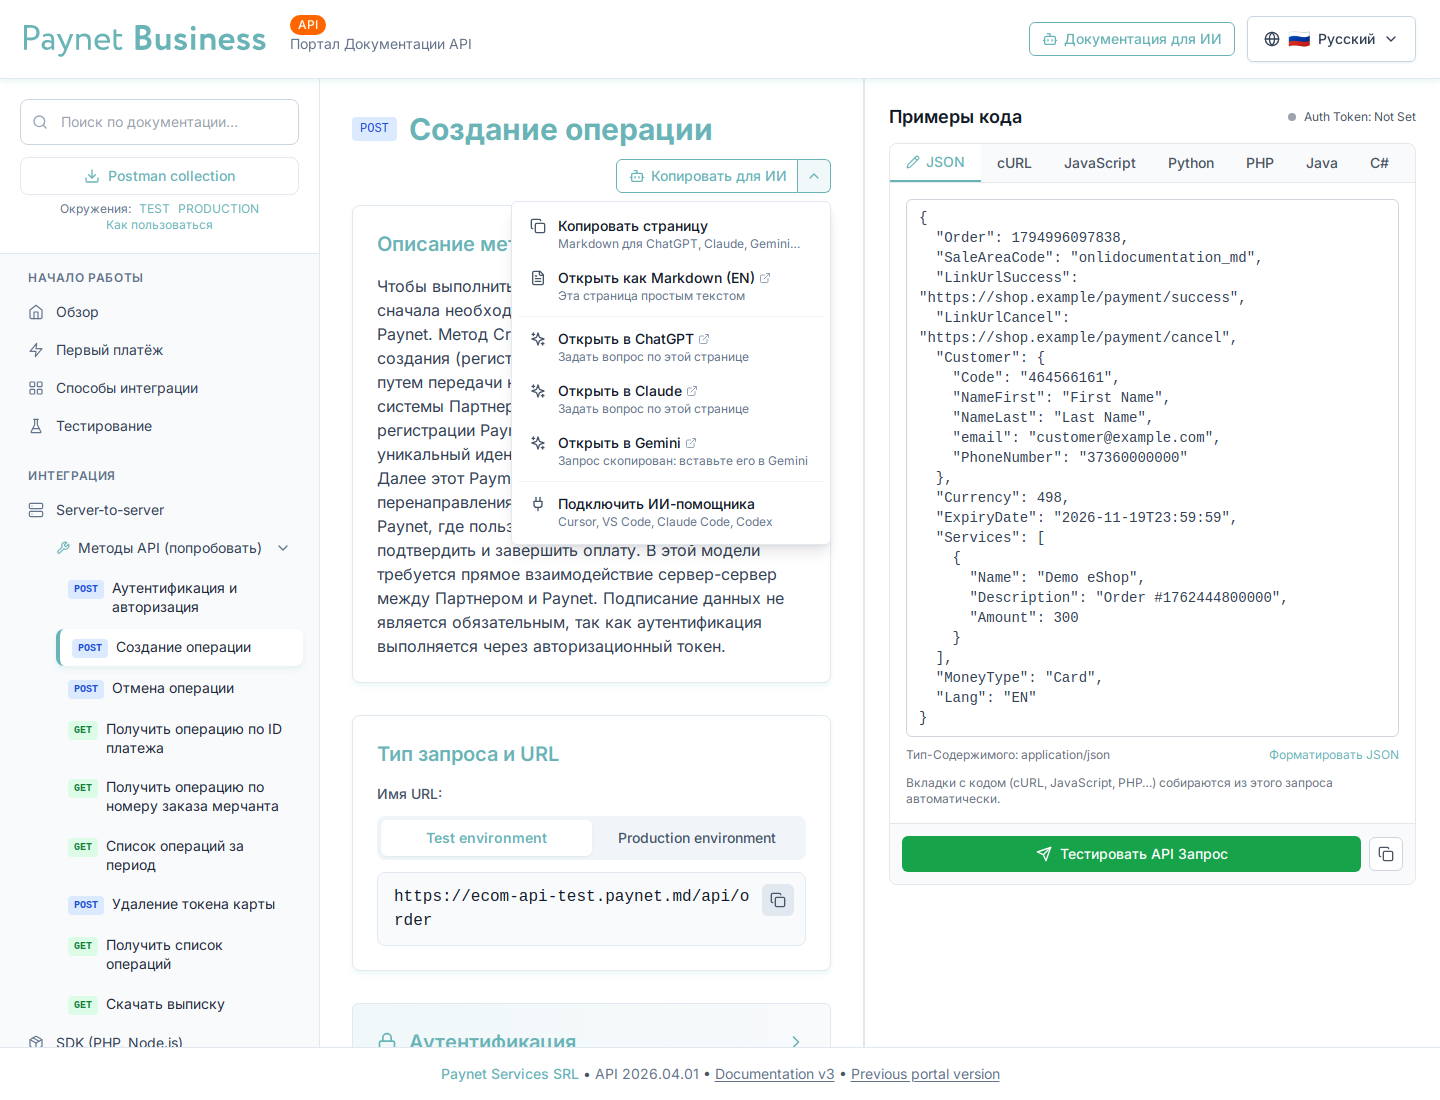 Paynet Business
API
Портал Документации API
Документация для ИИ
Русский
Поиск по документации...
Postman collection
Окружения: TEST PRODUCTION
Как пользоваться
НАЧАЛО РАБОТЫ
Обзор
Первый платёж
Способы интеграции
Тестирование
ИНТЕГРАЦИЯ
Server-to-server
Методы API (попробовать)
POST Аутентификация и
авторизация
POST Создание операции
POST Отмена операции
GET Получить операцию по ID
платежа
GET Получить операцию по
номеру заказа мерчанта
GET Список операций за
период
POST Удаление токена карты
GET Получить список
операций
GET Скачать выписку
SDK (PHP, Node.js)
POST Создание операции
Копировать для ИИ
Копировать страницу
Markdown для ChatGPT, Claude, Gemini...
Открыть как Markdown (EN)
Эта страница простым текстом
Открыть в ChatGPT
Задать вопрос по этой странице
Открыть в Claude
Задать вопрос по этой странице
Открыть в Gemini
Запрос скопирован: вставьте его в Gemini
Подключить ИИ-помощника
Cursor, VS Code, Claude Code, Codex
Описание
Чтобы выполнить
сначала
Paynet. Метод
создания
путем передачи
системы
регистрации
уникальный
Далее этот
перенаправления
Paynet, где
подтвердить и завершить оплату. В этой модели
требуется прямое взаимодействие сервер-сервер
между Партнером и Paynet. Подписание данных не
является обязательным, так как аутентификация
выполняется через авторизационный токен.
Тип запроса и URL
Имя URL:
Test environment Production environment
https://ecom-api-test.paynet.md/api/o
rder
Аутентификация
Примеры кода
Auth Token: Not Set
JSON cURL JavaScript Python PHP Java C#
{
"Order": 1794996097838,
"SaleAreaCode": "onlidocumentation_md",
"LinkUrlSuccess":
"https://shop.example/payment/success",
"LinkUrlCancel":
"https://shop.example/payment/cancel",
"Customer": {
"Code": "464566161",
"NameFirst": "First Name",
"NameLast": "Last Name",
"email": "customer@example.com",
"PhoneNumber": "37360000000"
},
"Currency": 498,
"ExpiryDate": "2026-11-19T23:59:59",
"Services": [
{
"Name": "Demo eShop",
"Description": "Order #1762444800000",
"Amount": 300
}
],
"MoneyType": "Card",
"Lang": "EN"
}
Тип-Содержимого: application/json
Форматировать JSON
Вкладки с кодом (cURL, JavaScript, PHP...) собираются из этого запроса
автоматически.
Тестировать API Запрос
Paynet Services SRL • API 2026.04.01 • Documentation v3 • Previous portal version